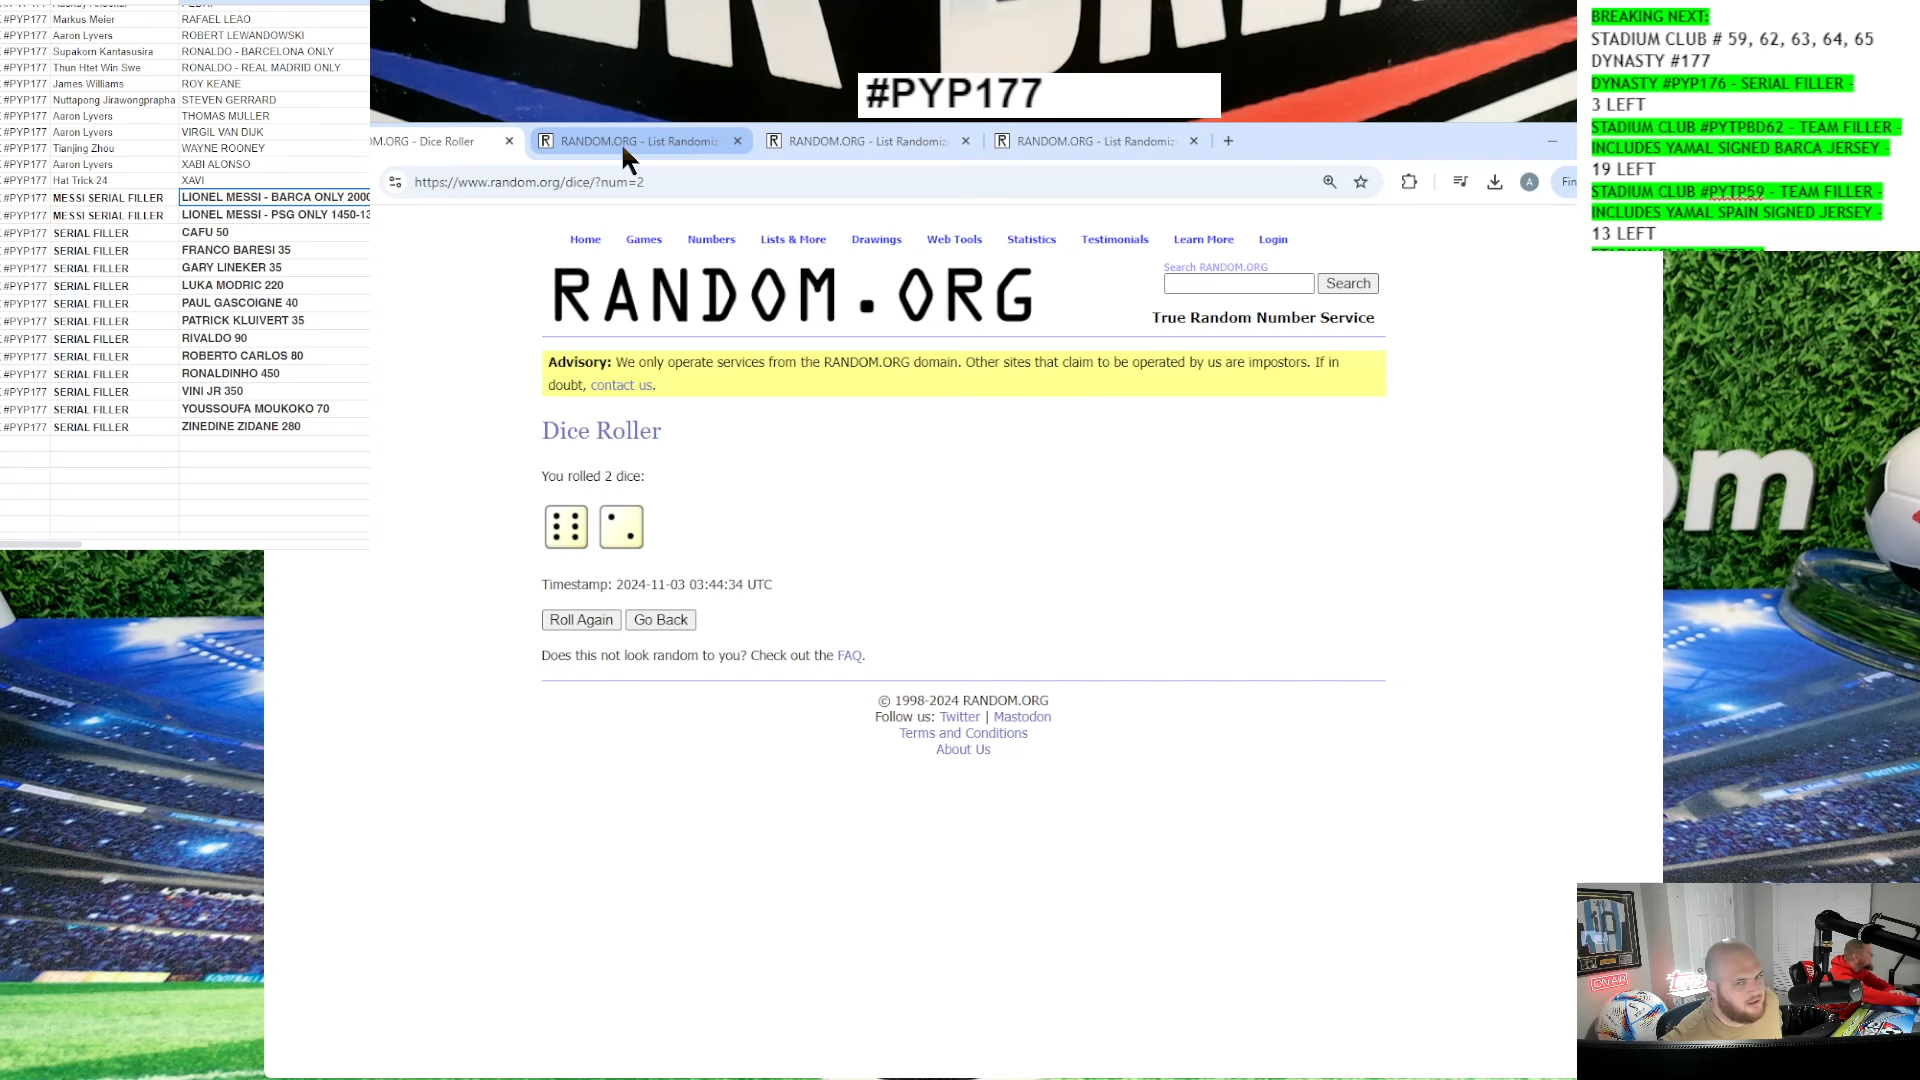 #PYP177 Markus Meier RAFAEL LEAO
#PYP177 Aaron Lyvers ROBERT LEWANDOWSKI
#PYP177 Supakorn Kantasusira RONALDO - BARCELONA ONLY
#PYP177 Thun Htet Win Swe RONALDO - REAL MADRID ONLY
#PYP177 James Williams ROY KEANE
#PYP177 Nuttapong Jirawongprapha STEVEN GERRARD
#PYP177 Aaron Lyvers THOMAS MULLER
#PYP177 Aaron Lyvers VIRGIL VAN DIJK
#PYP177 Tianjing Zhou WAYNE ROONEY
#PYP177 Aaron Lyvers XABI ALONSO
#PYP177 Hat Trick 24 XAVI
#PYP177 MESSI SERIAL FILLER LIONEL MESSI - BARCA ONLY 2000
#PYP177 MESSI SERIAL FILLER LIONEL MESSI - PSG ONLY 1450-13
#PYP177 SERIAL FILLER CAFU 50
#PYP177 SERIAL FILLER FRANCO BARESI 35
#PYP177 SERIAL FILLER GARY LINEKER 35
#PYP177 SERIAL FILLER LUKA MODRIC 220
#PYP177 SERIAL FILLER PAUL GASCOIGNE 40
#PYP177 SERIAL FILLER PATRICK KLUIVERT 35
#PYP177 SERIAL FILLER RIVALDO 90
#PYP177 SERIAL FILLER ROBERTO CARLOS 80
#PYP177 SERIAL FILLER RONALDINHO 450
#PYP177 SERIAL FILLER VINI JR 350
#PYP177 SERIAL FILLER YOUSSOUFA MOUKOKO 70
#PYP177 SERIAL FILLER ZINEDINE ZIDANE 280
#PYP177
OM.ORG - Dice Roller
RANDOM.ORG - List Randomiz
RANDOM.ORG - List Randomiz
RANDOM.ORG - List Randomiz
https://www.random.org/dice/?num=2
A
Fin
Home Games Numbers Lists & More Drawings Web Tools Statistics Testimonials Learn More Login
RANDOM.ORG
Search RANDOM.ORG
Search
True Random Number Service
Advisory: We only operate services from the RANDOM.ORG domain. Other sites that claim to be operated by us are impostors. If in
doubt, contact us.
Dice Roller
You rolled 2 dice:
Timestamp: 2024-11-03 03:44:34 UTC
Roll Again Go Back
Does this not look random to you? Check out the FAQ.
© 1998-2024 RANDOM.ORG
Follow us: Twitter | Mastodon
Terms and Conditions
About Us
BREAKING NEXT:
STADIUM CLUB # 59, 62, 63, 64, 65
DYNASTY #177
DYNASTY #PYP176 - SERIAL FILLER -
3 LEFT
STADIUM CLUB #PYTPBD62 - TEAM FILLER -
INCLUDES YAMAL SIGNED BARCA JERSEY -
19 LEFT
STADIUM CLUB #PYTP59 - TEAM FILLER -
INCLUDES YAMAL SPAIN SIGNED JERSEY -
13 LEFT
om
FOOTBALL
ON AIR
10